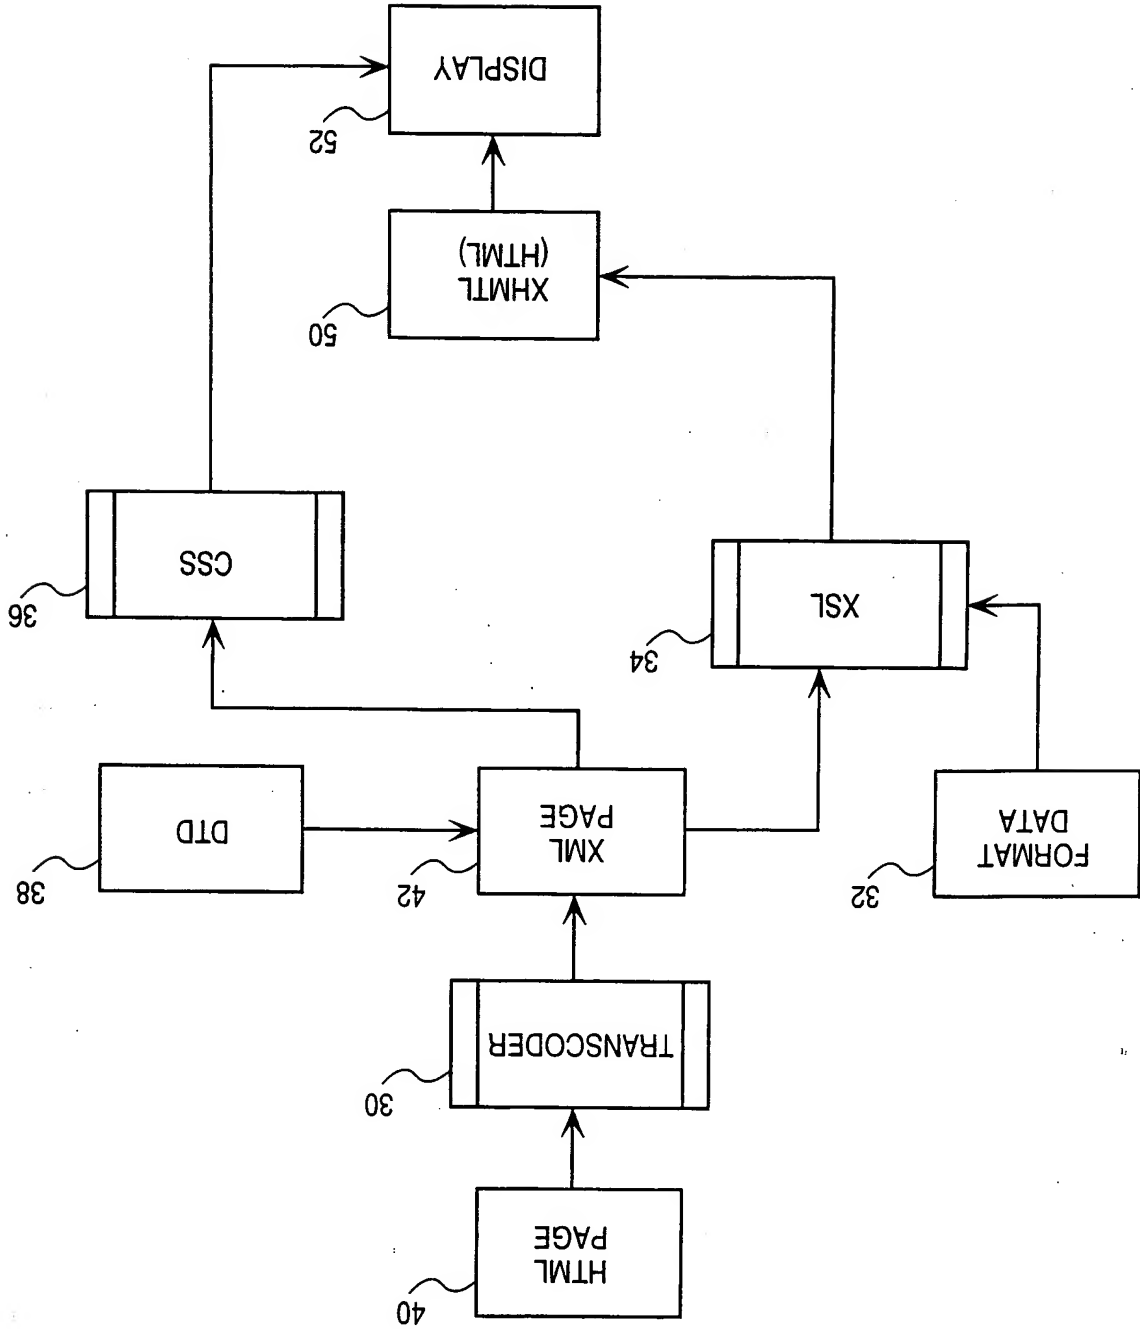 HTML
PAGE
40
TRANSCODER
30
FORMAT
DATA
32
XML
PAGE
42
DTD
38
XSL
34
CSS
36
XHMTL
(HTML)
50
DISPLAY
52